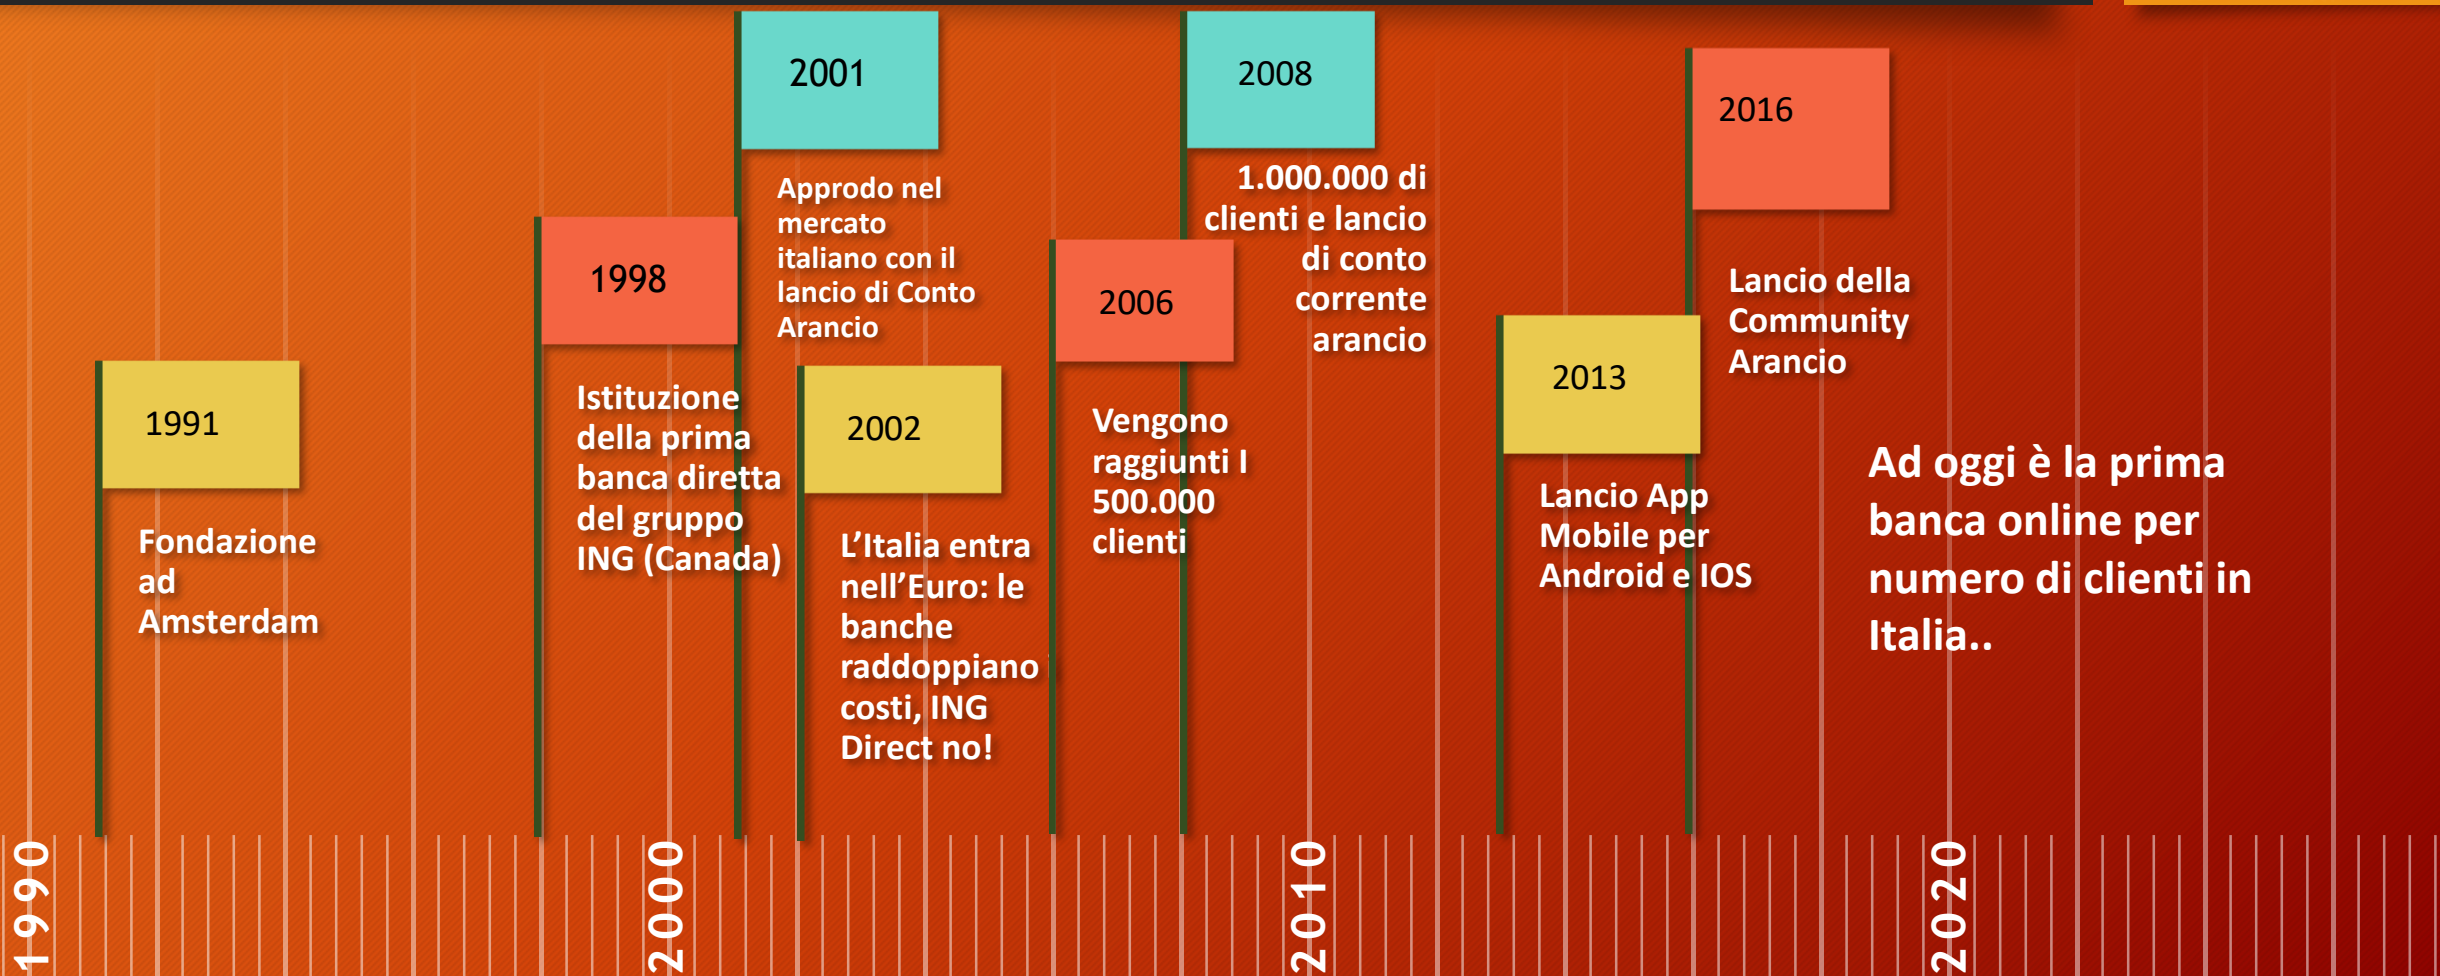 1991
Fondazione
ad
Amsterdam
1998
Istituzione
della prima
banca diretta
del gruppo
ING (Canada)
2001
Approdo nel
mercato
italiano con il
lancio di Conto
Arancio
2002
L’Italia entra
nell’Euro: le
banche
raddoppiano i
costi, ING
Direct no!
2006
Vengono
raggiunti I
500.000
clienti
2008
1.000.000 di
clienti e lancio
di conto
corrente
arancio
2013
Lancio App
Mobile per
Android e IOS
2016
Lancio della
Community
Arancio
Ad oggi è la prima
banca online per
numero di clienti in
Italia..
1990
2000
2010
2020